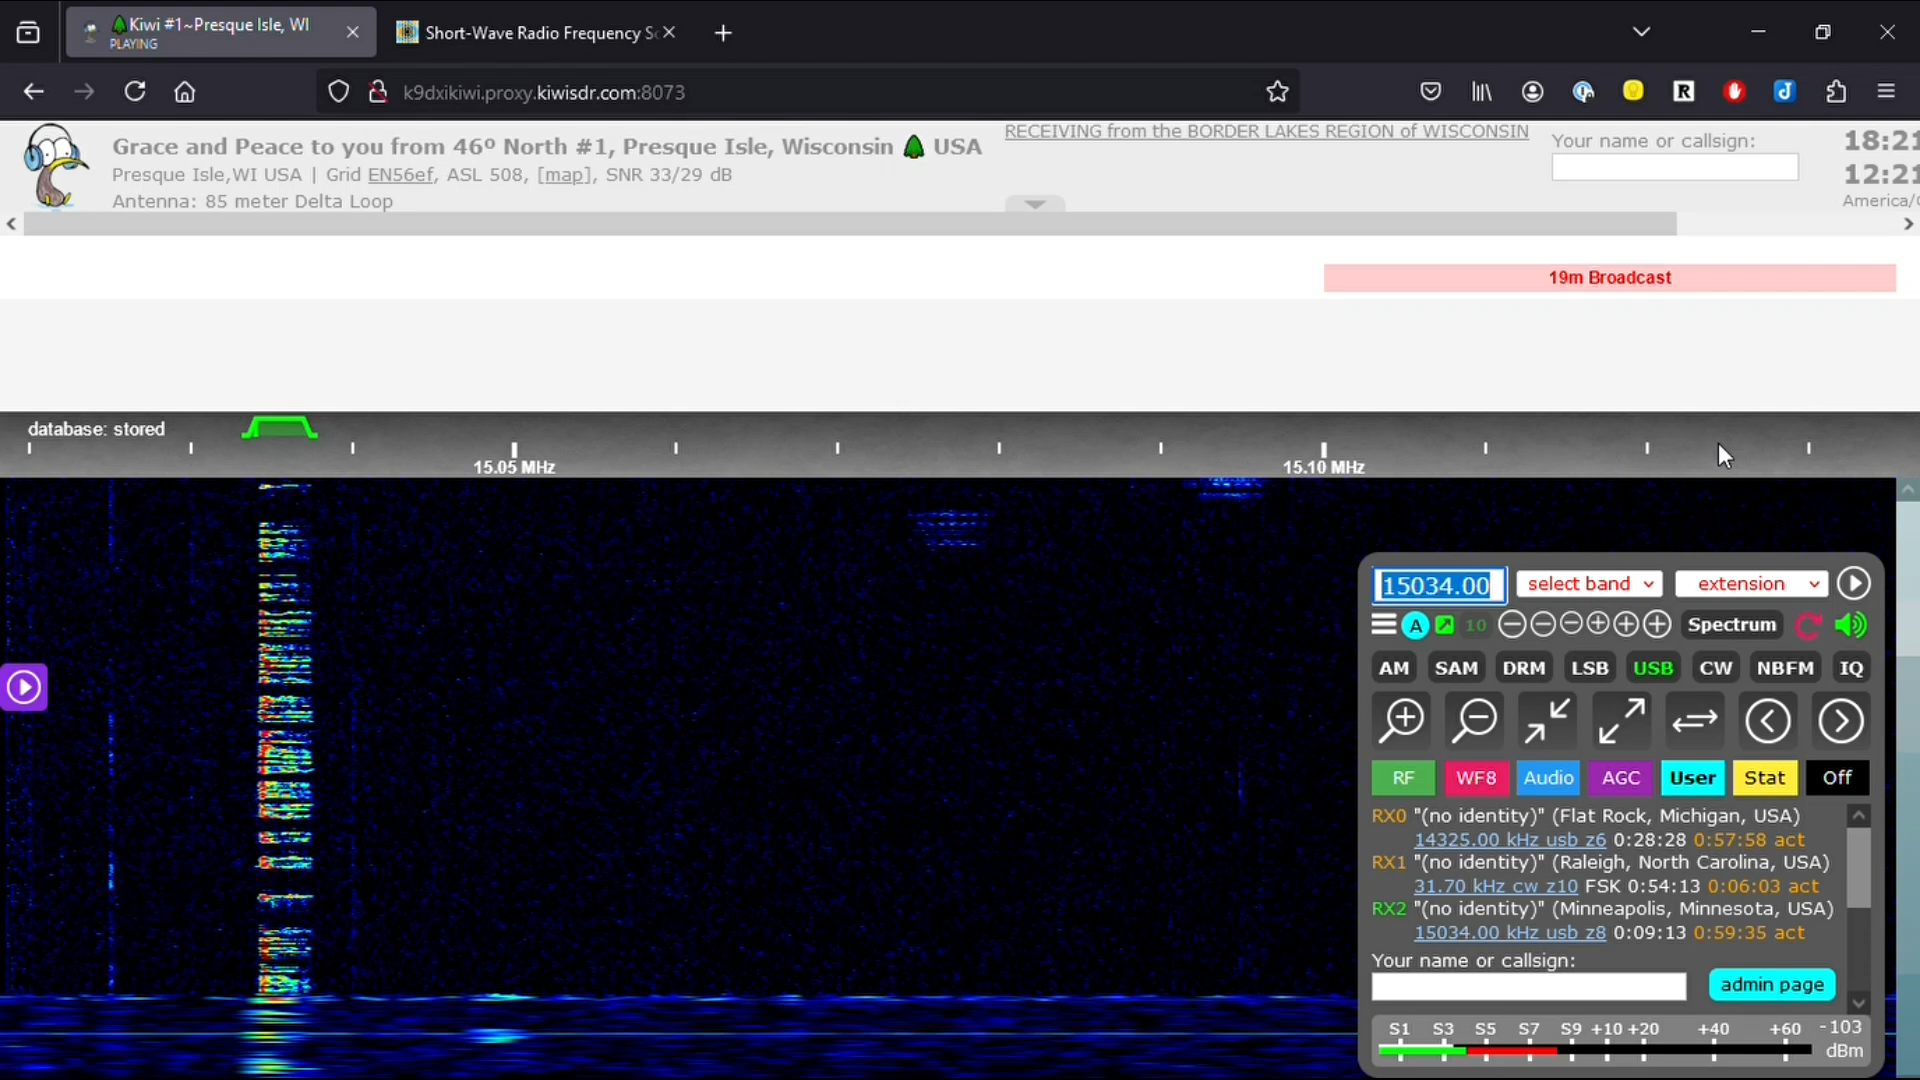 Kiwi #1~Presque Isle, WI
PLAYING
Short-Wave Radio Frequency Sc
k9dxikiwi.proxy.kiwisdr.com:8073
Grace and Peace to you from 46º North #1, Presque Isle, Wisconsin 🌲 USA
Presque Isle,WI USA | Grid EN56ef, ASL 508, [map], SNR 33/29 dB
Antenna: 85 meter Delta Loop
RECEIVING from the BORDER LAKES REGION of WISCONSIN
Your name or callsign:
18:21
12:21
America/
19m Broadcast
database: stored
15.05 MHz
15.10 MHz
15034.00 select band extension
A 10 Spectrum
AM SAM DRM LSB USB CW NBFM IQ
RF WF8 Audio AGC User Stat Off
RX0 "(no identity)" (Flat Rock, Michigan, USA)
14325.00 kHz usb z6 0:28:28 0:57:58 act
RX1 "(no identity)" (Raleigh, North Carolina, USA)
31.70 kHz cw z10 FSK 0:54:13 0:06:03 act
RX2 "(no identity)" (Minneapolis, Minnesota, USA)
15034.00 kHz usb z8 0:09:13 0:59:35 act
Your name or callsign:
admin page
S1 S3 S5 S7 S9 +10 +20 +40 +60 -103
dBm